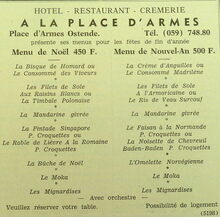 HOTEL - RESTAURANT - CREMERIE
A LA PLACE D'ARMES
Place d'Armes Ostende. Tél. (059) 748.80
présente ses menus pour les fêtes de fin d'année
Menu de Noël 450 F.
La Bisque de Homard ou
Le Consommé des Viveurs
Les Filets de Sole
Aux Raisins Blancs ou
La Timbale Polonaise
La Mandarine givrée
La Pintade Singapore
P. Croquettes ou
Le Rable de Lièvre A la Romaine
P. Croquettes
La Bûche de Noël
Le Moka
Les Mignardises
Menu de Nouvel-An 500 F.
La Crème d'Anguilles ou
Le Consommé Madrilène
Les Filets de Sole
A l'Armoricaine ou
Le Ris de Veau Surcouf
La Mandarine givrée
Le Faisan à la Normande
P. Croquettes ou
La Noisette de Chevreuil
Baden-Baden P. Croquettes
L'Omelette Norvégienne
Le Moka
Les Mignardises
Avec orchestre
Veuillez réserver votre table. Possibilité de logement.
(5198)